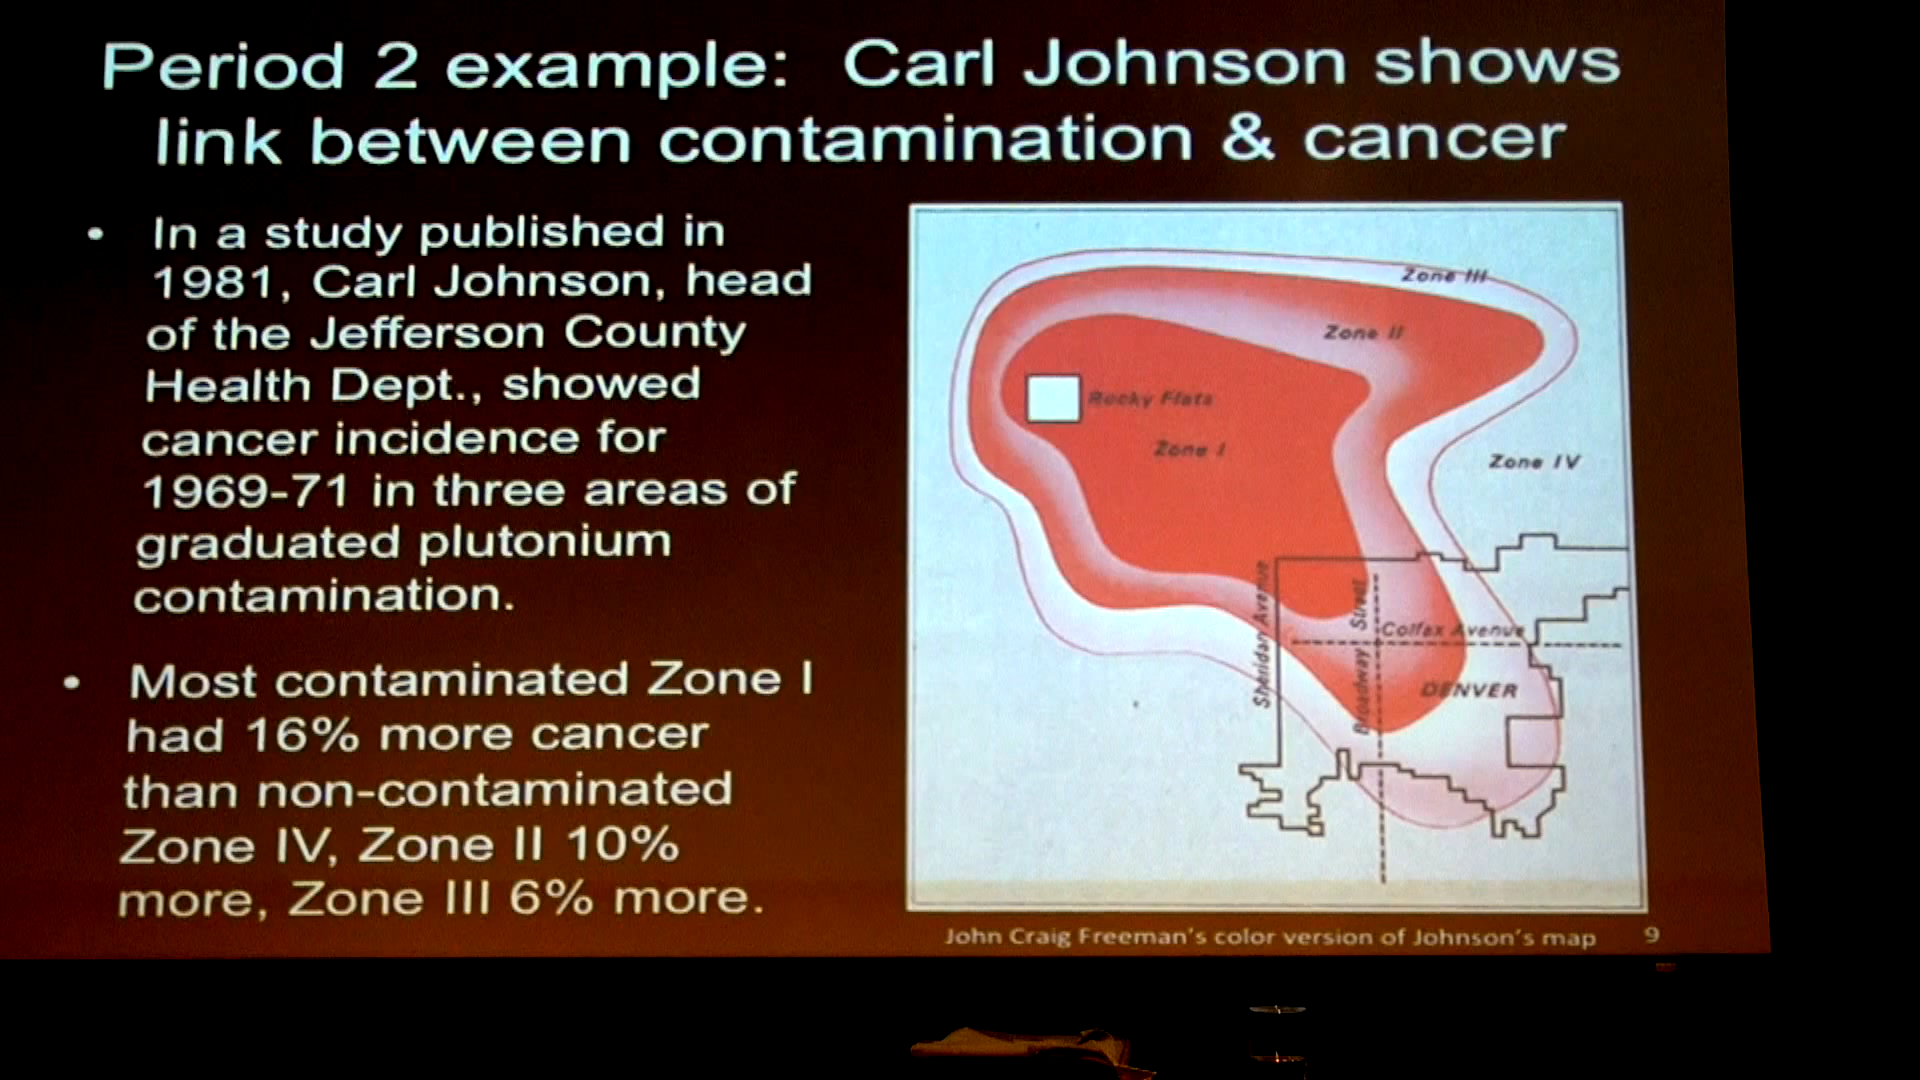 Period 2 example: Carl Johnson shows
link between contamination & cancer
• In a study published in
1981, Carl Johnson, head
of the Jefferson County
Health Dept., showed
cancer incidence for
1969-71 in three areas of
graduated plutonium
contamination.
• Most contaminated Zone I
had 16% more cancer
than non-contaminated
Zone IV, Zone II 10%
more, Zone III 6% more.
Zone III
Zone II
Rocky Flats
Zone I
Zone IV
Sheridan Avenue
Broadway Street
Colfax Avenue
DENVER
John Craig Freeman's color version of Johnson's map
9